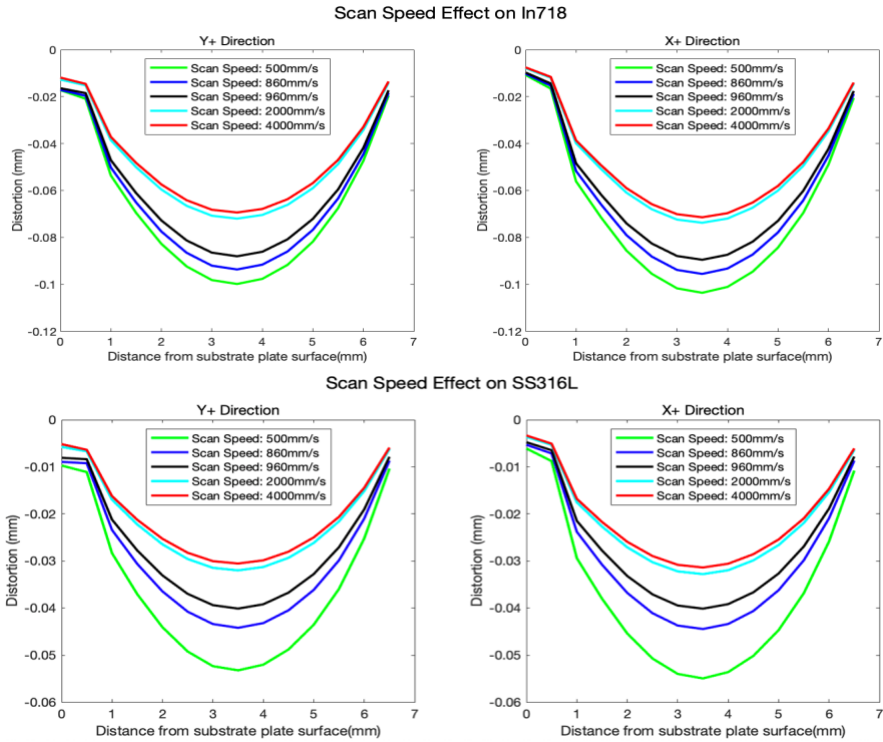 Scan Speed Effect on In718
Y+ Direction
0
-0.02
-0.04
-0.06
-0.08
-0.1
-0.12
Distortion (mm)
Scan Speed: 500mm/s
Scan Speed: 860mm/s
Scan Speed: 960mm/s
Scan Speed: 2000mm/s
Scan Speed: 4000mm/s
0 1 2 3 4 5 6 7
Distance from substrate plate surface(mm)
X+ Direction
0
-0.02
-0.04
-0.06
-0.08
-0.1
-0.12
Distortion (mm)
Scan Speed: 500mm/s
Scan Speed: 860mm/s
Scan Speed: 960mm/s
Scan Speed: 2000mm/s
Scan Speed: 4000mm/s
0 1 2 3 4 5 6 7
Distance from substrate plate surface(mm)
Scan Speed Effect on SS316L
Y+ Direction
0
-0.01
-0.02
-0.03
-0.04
-0.05
-0.06
Distortion (mm)
Scan Speed: 500mm/s
Scan Speed: 860mm/s
Scan Speed: 960mm/s
Scan Speed: 2000mm/s
Scan Speed: 4000mm/s
0 1 2 3 4 5 6 7
Distance from substrate plate surface(mm)
X+ Direction
0
-0.01
-0.02
-0.03
-0.04
-0.05
-0.06
Distortion (mm)
Scan Speed: 500mm/s
Scan Speed: 860mm/s
Scan Speed: 960mm/s
Scan Speed: 2000mm/s
Scan Speed: 4000mm/s
0 1 2 3 4 5 6 7
Distance from substrate plate surface(mm)